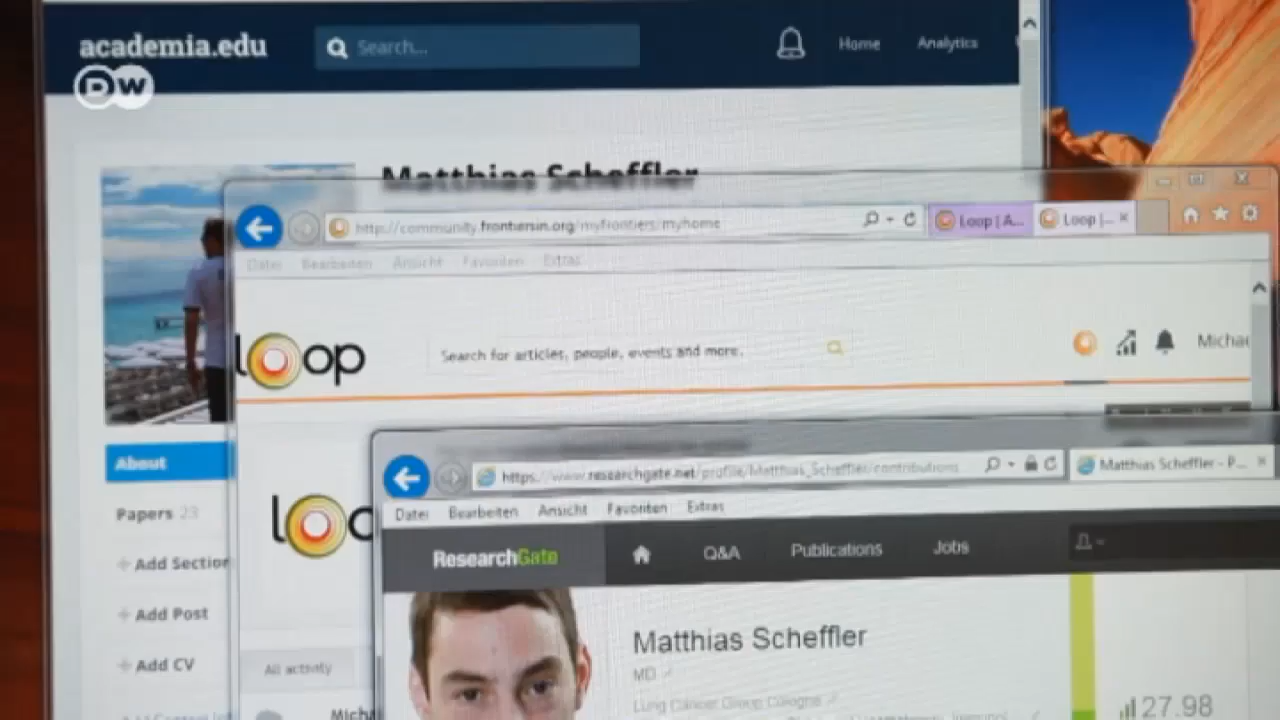 academia.edu
Search...
Home
Analytics
DW
Matthias Scheffler
http://community.frontiersin.org/myfrontiers/myhome
Loop | A...
Loop |...
Datei Bearbeiten Ansicht Favoriten Extras
loop
Search for articles, people, events and more.
Michae
About
https://www.researchgate.net/profile/Matthias_Scheffler/contributions
Matthias Scheffler - P...
Papers 23
Datei Bearbeiten Ansicht Favoriten Extras
+ Add Section
ResearchGate
Q&A
Publications
Jobs
+ Add Post
Matthias Scheffler
+ Add CV
All activity
MD
Lung Cancer Group Cologne
27.98